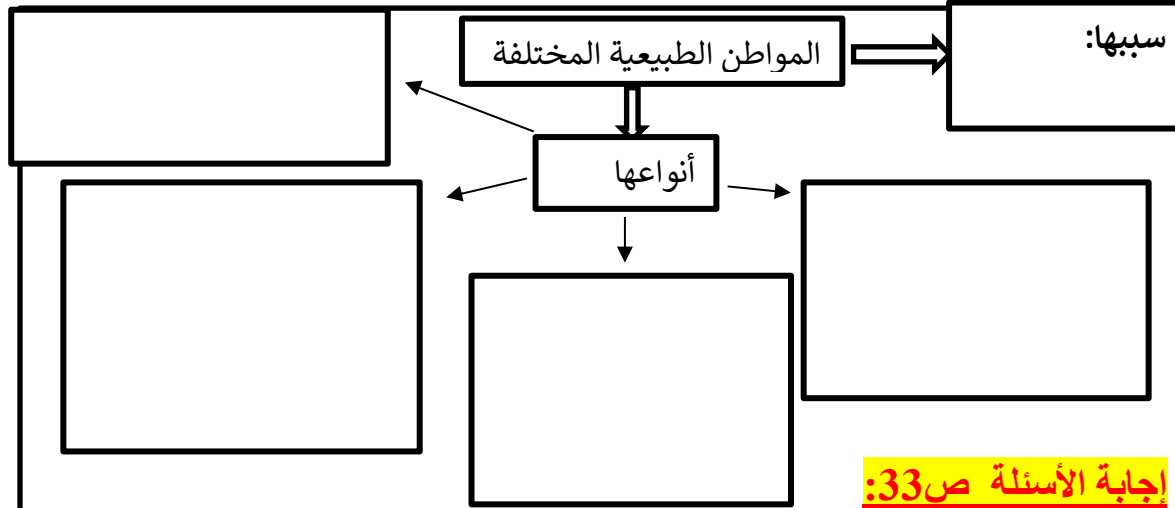 سببها:
المواطن الطبيعية المختلفة
أنواعها
إجابة الأسئلة ص33: